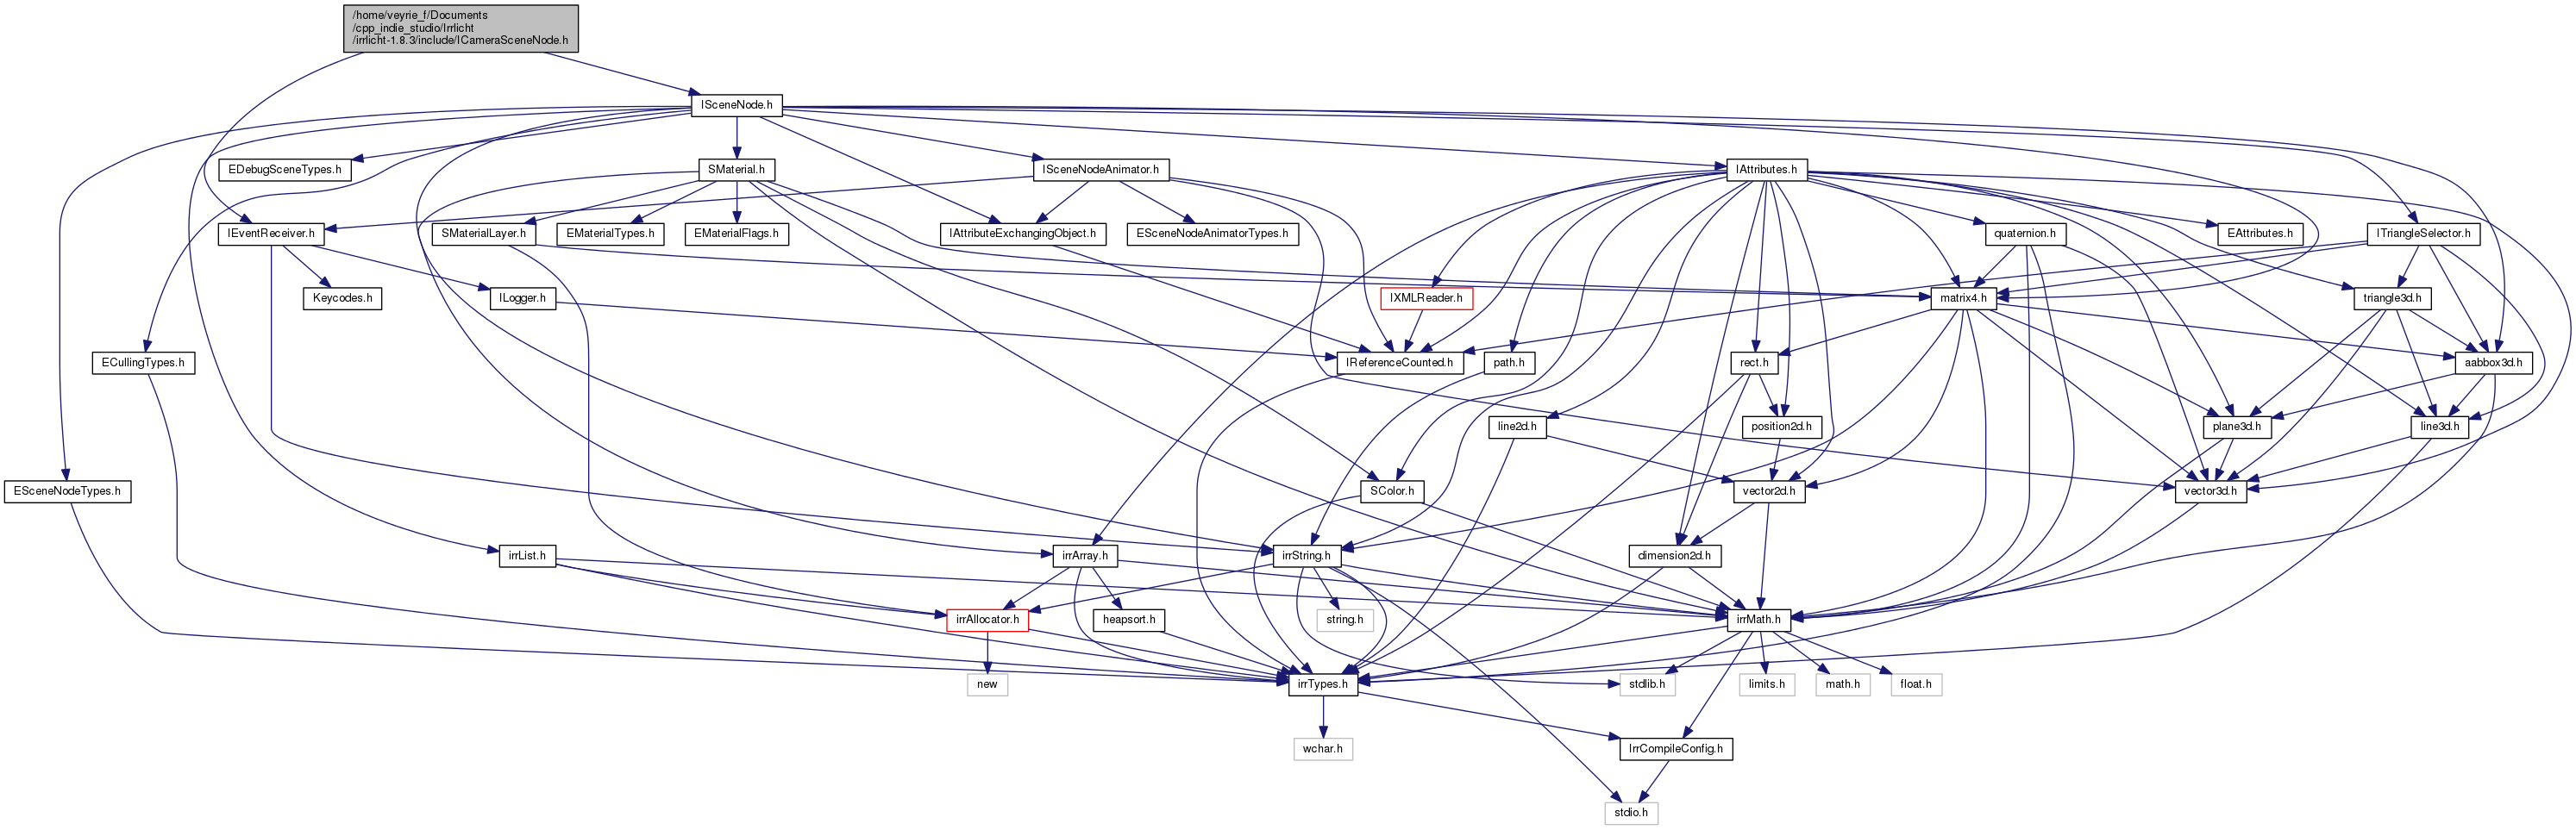 /home/veyrie_f/Documents
/cpp_indie_studio/Irrlicht
/irrlicht-1.8.3/include/ICameraSceneNode.h
ISceneNode.h
EDebugSceneTypes.h
SMaterial.h
ISceneNodeAnimator.h
IAttributes.h
IEventReceiver.h
SMaterialLayer.h
EMaterialTypes.h
EMaterialFlags.h
IAttributeExchangingObject.h
ESceneNodeAnimatorTypes.h
quaternion.h
EAttributes.h
ITriangleSelector.h
Keycodes.h
ILogger.h
IXMLReader.h
matrix4.h
triangle3d.h
ECullingTypes.h
IReferenceCounted.h
path.h
rect.h
aabbox3d.h
line2d.h
position2d.h
plane3d.h
line3d.h
ESceneNodeTypes.h
SColor.h
vector2d.h
vector3d.h
irrList.h
irrArray.h
irrString.h
dimension2d.h
irrAllocator.h
heapsort.h
string.h
irrMath.h
new
irrTypes.h
stdlib.h
limits.h
math.h
float.h
wchar.h
IrrCompileConfig.h
stdio.h